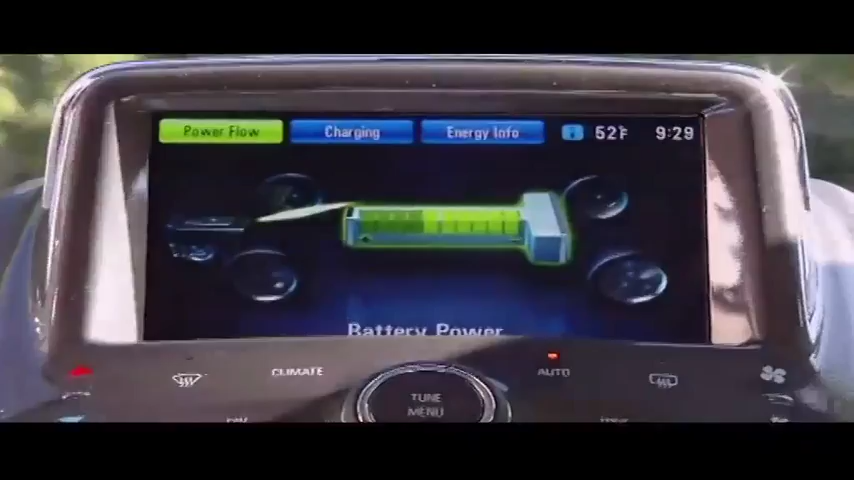 Power Flow Charging Energy Info 52°F 9:29
Battery Power
CLIMATE AUTO
TUNE
MENU